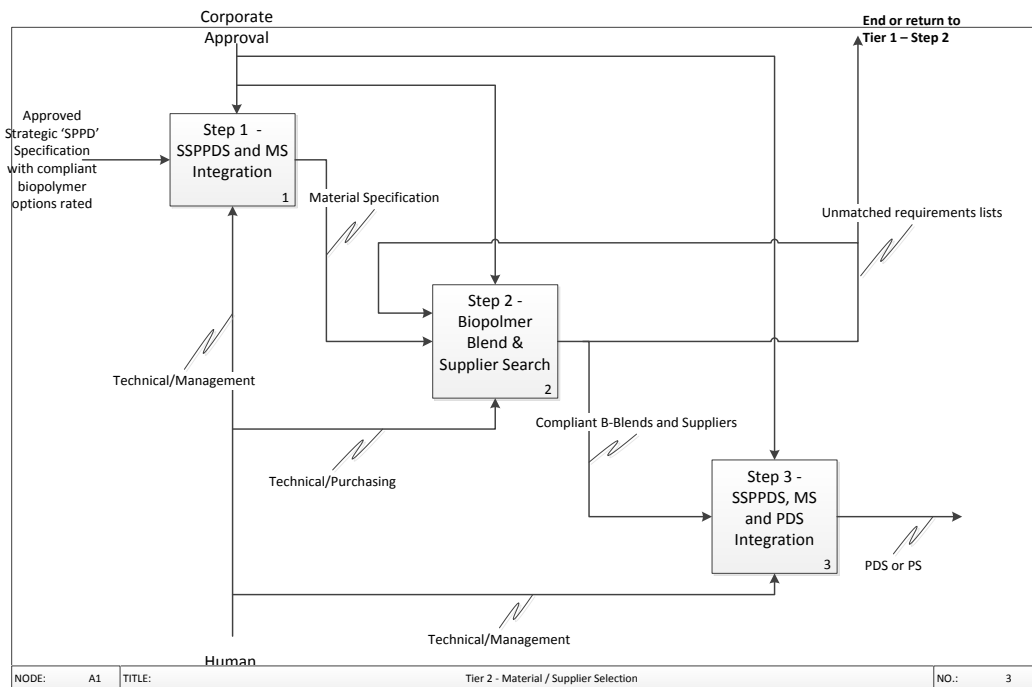 Corporate
Approval
End or return to
Tier 1 – Step 2
Approved
Strategic ‘SPPD’
Specification
with compliant
biopolymer
options rated
Step 1 -
SSPPDS and MS
Integration
1
Material Specification
Unmatched requirements lists
Step 2 -
Biopolmer
Blend &
Supplier Search
2
Technical/Management
Compliant B-Blends and Suppliers
Technical/Purchasing
Step 3 -
SSPPDS, MS
and PDS
Integration
3
PDS or PS
Technical/Management
Human
NODE: A1 TITLE: Tier 2 - Material / Supplier Selection NO.: 3